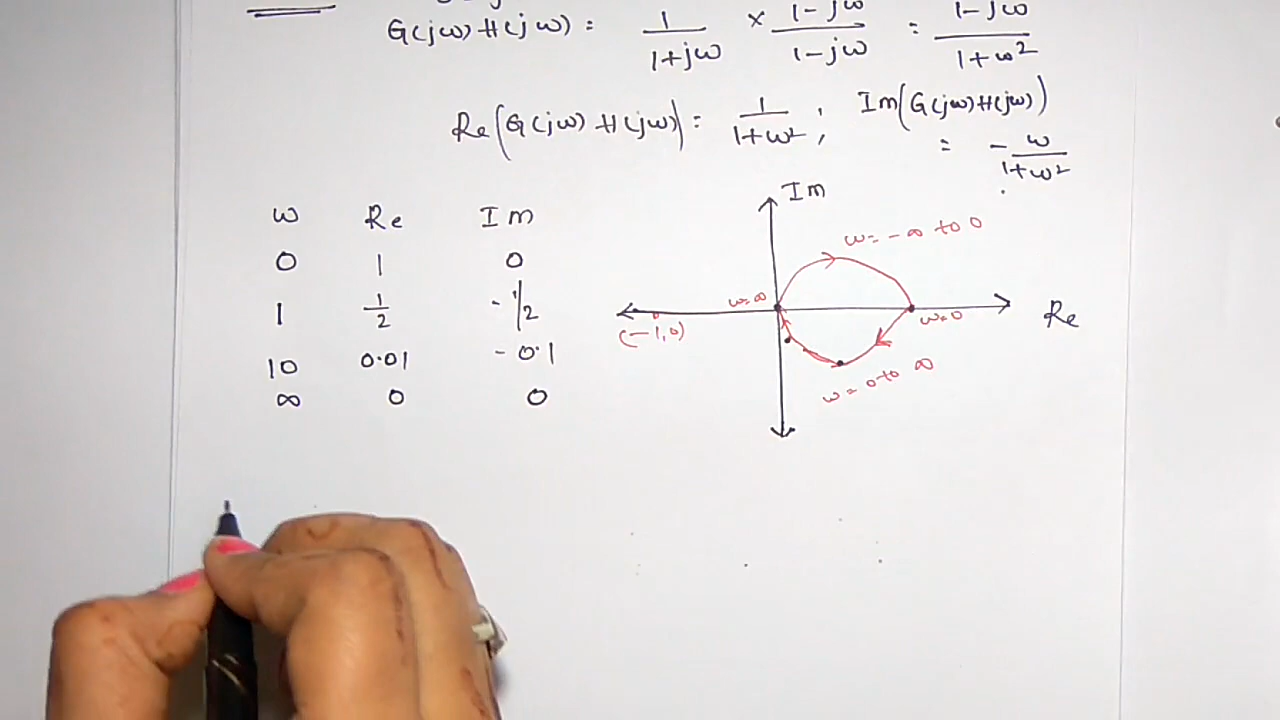 G(jω)H(jω) = 1/(1+jω) × (1-jω)/(1-jω) = (1-jω)/(1+ω²)
Re(G(jω)H(jω)) = 1/(1+ω²) ; Im(G(jω)H(jω))
= -ω/(1+ω²)
ω Re Im
0 1 0
1 1/2 -1/2
10 0.01 -0.1
∞ 0 0
Im
ω=-∞ to 0
ω=∞
ω=0
Re
(-1,0)
ω=0 to ∞